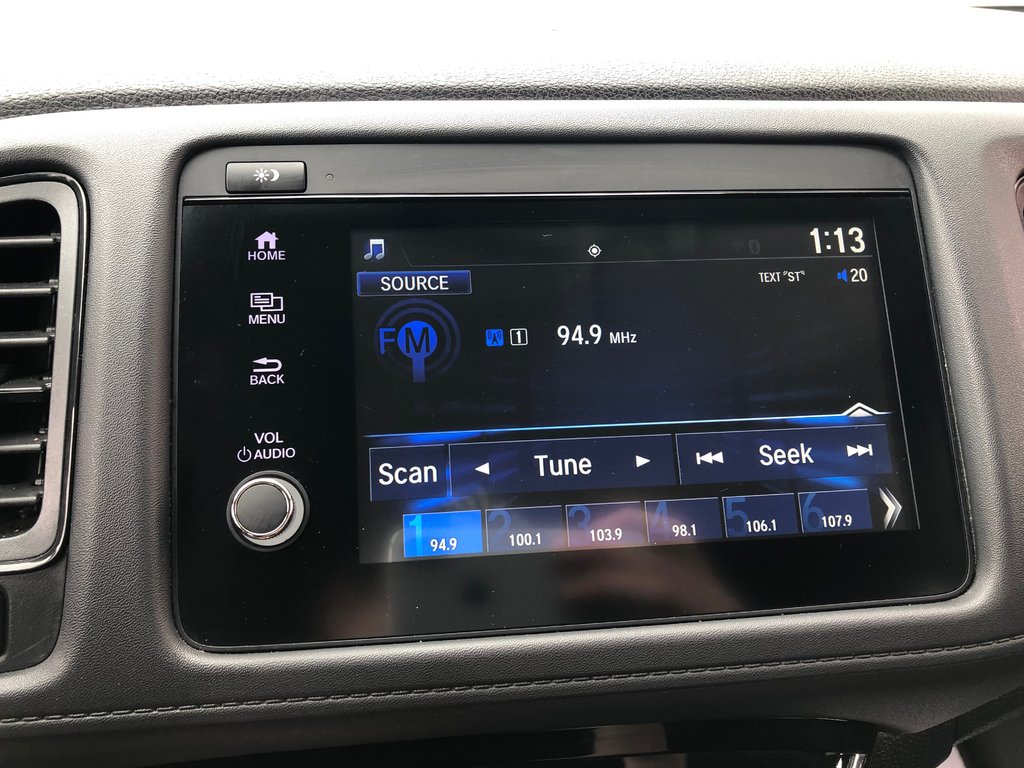 1:13
HOME
SOURCE
TEXT "ST"
20
MENU
FM
1
94.9 MHz
BACK
VOL
AUDIO
Scan
Tune
Seek
1 94.9
2 100.1
3 103.9
4 98.1
5 106.1
6 107.9